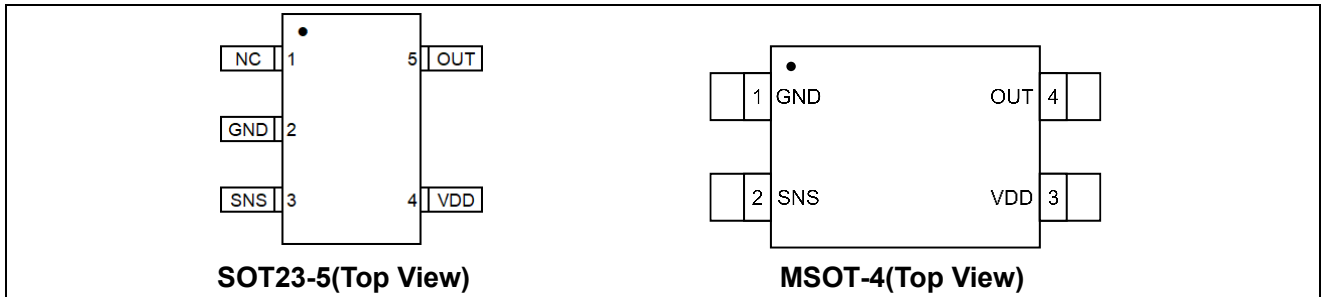 NC 1 5 OUT
GND 2
SNS 3 4 VDD
SOT23-5(Top View)
1 GND OUT 4
2 SNS VDD 3
MSOT-4(Top View)